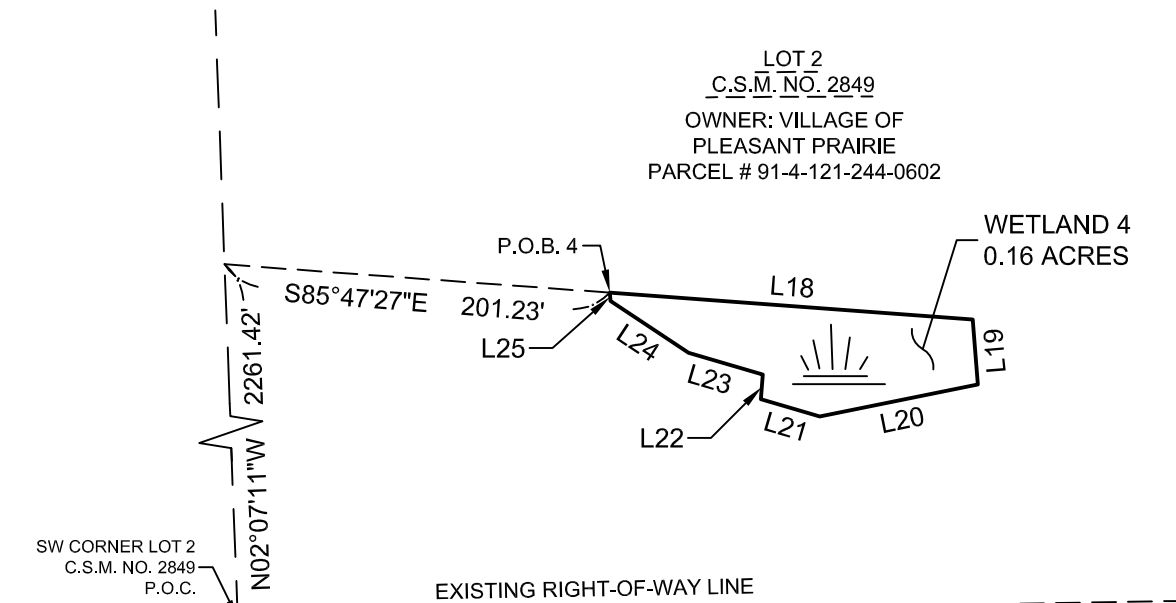 LOT 2
C.S.M. NO. 2849
OWNER: VILLAGE OF
PLEASANT PRAIRIE
PARCEL # 91-4-121-244-0602
WETLAND 4
0.16 ACRES
P.O.B. 4
S85°47'27"E 201.23'
L18
L19
L20
L21
L22
L23
L24
L25
N02°07'11"W 2261.42'
SW CORNER LOT 2
C.S.M. NO. 2849
P.O.C.
EXISTING RIGHT-OF-WAY LINE